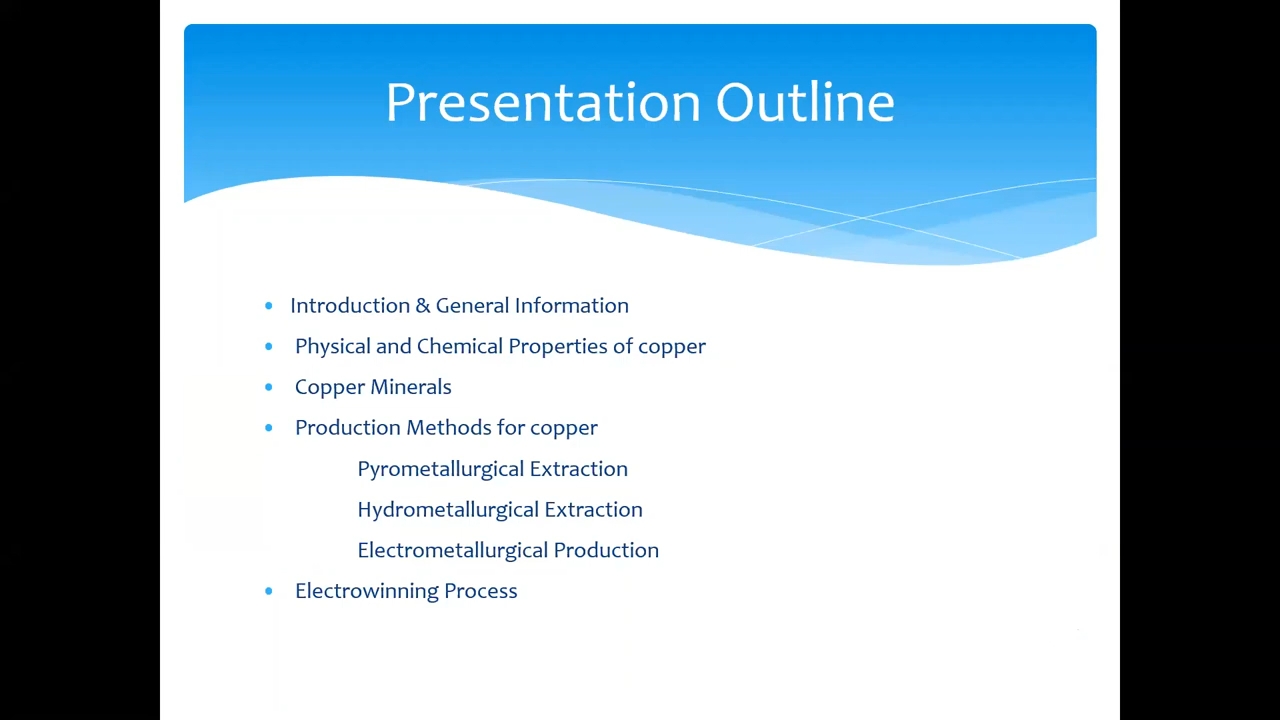 Presentation Outline
• Introduction & General Information
• Physical and Chemical Properties of copper
• Copper Minerals
• Production Methods for copper
Pyrometallurgical Extraction
Hydrometallurgical Extraction
Electrometallurgical Production
• Electrowinning Process